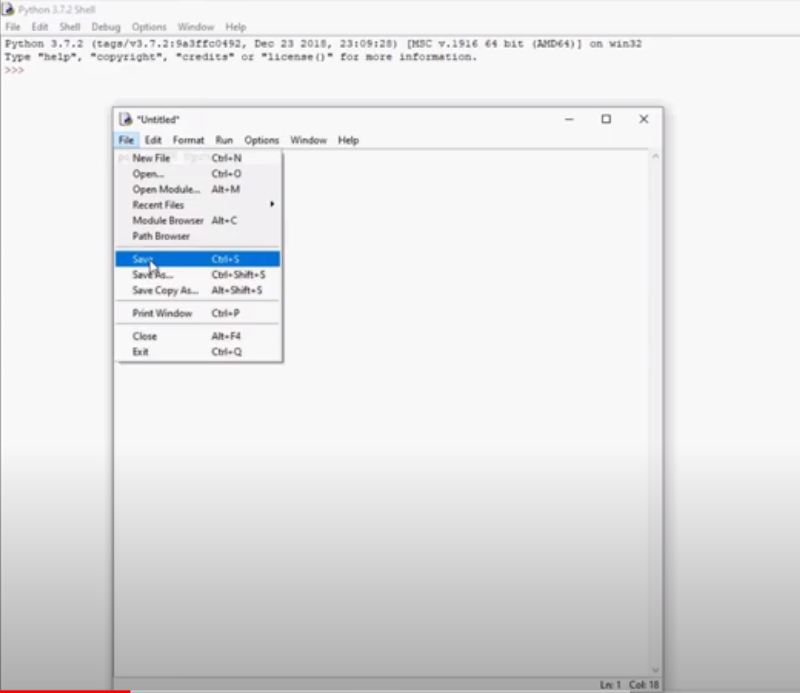 Python 3.7.2 Shell
File Edit Shell Debug Options Window Help
Python 3.7.2 (tags/v3.7.2:9a3ffc0492, Dec 23 2018, 23:09:28) [MSC v.1916 64 bit (AMD64)] on win32
Type "help", "copyright", "credits" or "license()" for more information.
>>>
*Untitled*
File Edit Format Run Options Window Help
New File Ctrl+N
Open... Ctrl+O
Open Module... Alt+M
Recent Files
Module Browser Alt+C
Path Browser
Save Ctrl+S
Save As... Ctrl+Shift+S
Save Copy As... Alt+Shift+S
Print Window Ctrl+P
Close Alt+F4
Exit Ctrl+Q
Ln: 1 Col: 18